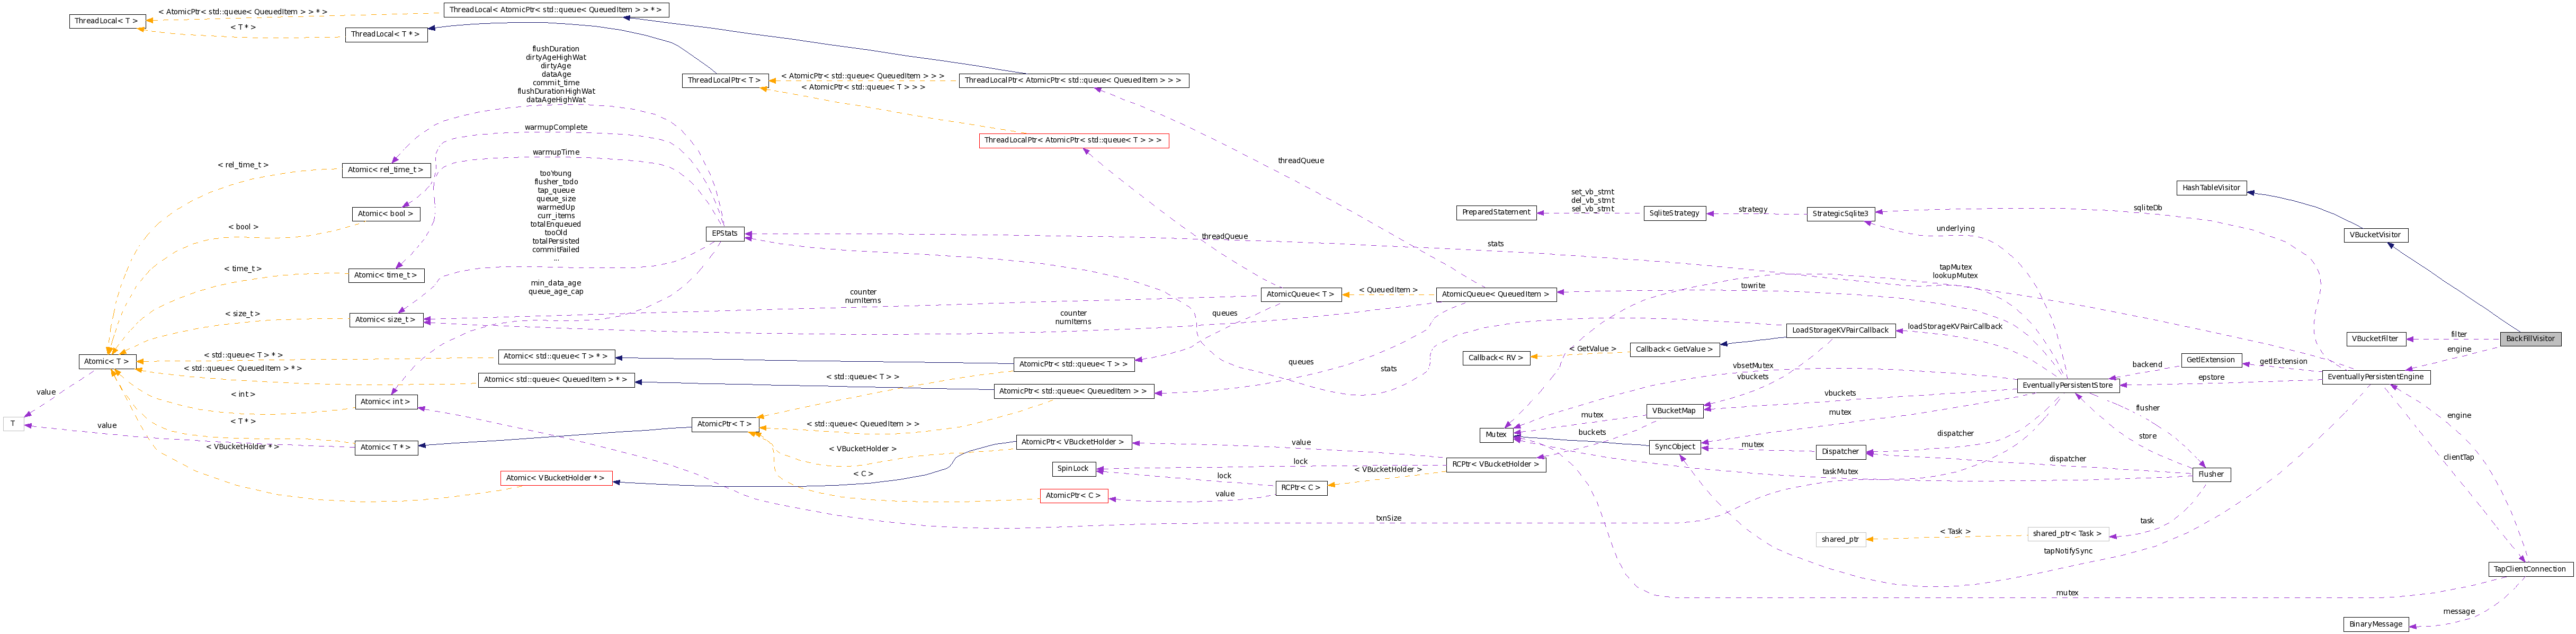 ThreadLocal< T >
< AtomicPtr< std::queue< QueuedItem > > * >
ThreadLocal< AtomicPtr< std::queue< QueuedItem > > * >
< T * >
ThreadLocal< T * >
flushDuration
dirtyAgeHighWat
dirtyAge
dataAge
commit_time
flushDurationHighWat
dataAgeHighWat
ThreadLocalPtr< T >
< AtomicPtr< std::queue< QueuedItem > > >
< AtomicPtr< std::queue< T > > >
ThreadLocalPtr< AtomicPtr< std::queue< QueuedItem > > >
warmupComplete
warmupTime
ThreadLocalPtr< AtomicPtr< std::queue< T > > >
threadQueue
< rel_time_t >
Atomic< rel_time_t >
tooYoung
flusher_todo
tap_queue
queue_size
warmedUp
curr_items
totalEnqueued
tooOld
totalPersisted
commitFailed
...
< bool >
Atomic< bool >
EPStats
threadQueue
PreparedStatement
set_vb_stmt
del_vb_stmt
sel_vb_stmt
SqliteStrategy
strategy
StrategicSqlite3
sqliteDb
HashTableVisitor
VBucketVisitor
underlying
stats
< time_t >
Atomic< time_t >
min_data_age
queue_age_cap
tapMutex
lookupMutex
towrite
counter
numItems
AtomicQueue< T >
< QueuedItem >
AtomicQueue< QueuedItem >
< size_t >
Atomic< size_t >
counter
numItems
queues
LoadStorageKVPairCallback
loadStorageKVPairCallback
VBucketFilter
filter
engine
BackFillVisitor
Atomic< T >
< std::queue< T > * >
< std::queue< QueuedItem > * >
Atomic< std::queue< T > * >
AtomicPtr< std::queue< T > >
queues
stats
Callback< RV >
< GetValue >
Callback< GetValue >
backend
GetlExtension
getlExtension
EventuallyPersistentEngine
Atomic< std::queue< QueuedItem > * >
< std::queue< T > >
AtomicPtr< std::queue< QueuedItem > >
vbsetMutex
vbuckets
EventuallyPersistentStore
epstore
value
< int >
Atomic< int >
vbuckets
VBucketMap
mutex
mutex
flusher
engine
T
value
< T * >
AtomicPtr< T >
< std::queue< QueuedItem > >
< VBucketHolder * >
Atomic< T * >
< VBucketHolder >
AtomicPtr< VBucketHolder >
value
Mutex
buckets
SyncObject
mutex
dispatcher
Dispatcher
store
clientTap
Atomic< VBucketHolder * >
< C >
SpinLock
lock
lock
< VBucketHolder >
RCPtr< VBucketHolder >
taskMutex
dispatcher
Flusher
AtomicPtr< C >
value
RCPtr< C >
txnSize
shared_ptr
< Task >
shared_ptr< Task >
task
tapNotifySync
TapClientConnection
mutex
message
BinaryMessage